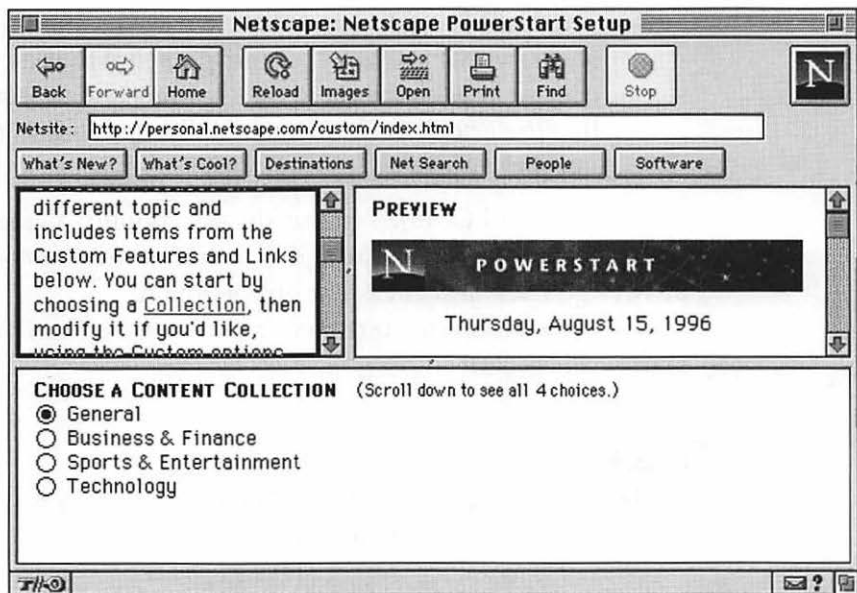 Netscape: Netscape PowerStart Setup
Back Forward Home Reload Images Open Print Find Stop
N
Netsite: http://personal.netscape.com/custom/index.html
What's New? What's Cool? Destinations Net Search People Software
different topic and
includes items from the
Custom Features and Links
below. You can start by
choosing a Collection, then
modify it if you'd like,
using the Custom options
PREVIEW
N POWERSTART
Thursday, August 15, 1996
CHOOSE A CONTENT COLLECTION (Scroll down to see all 4 choices.)
General
Business & Finance
Sports & Entertainment
Technology
?